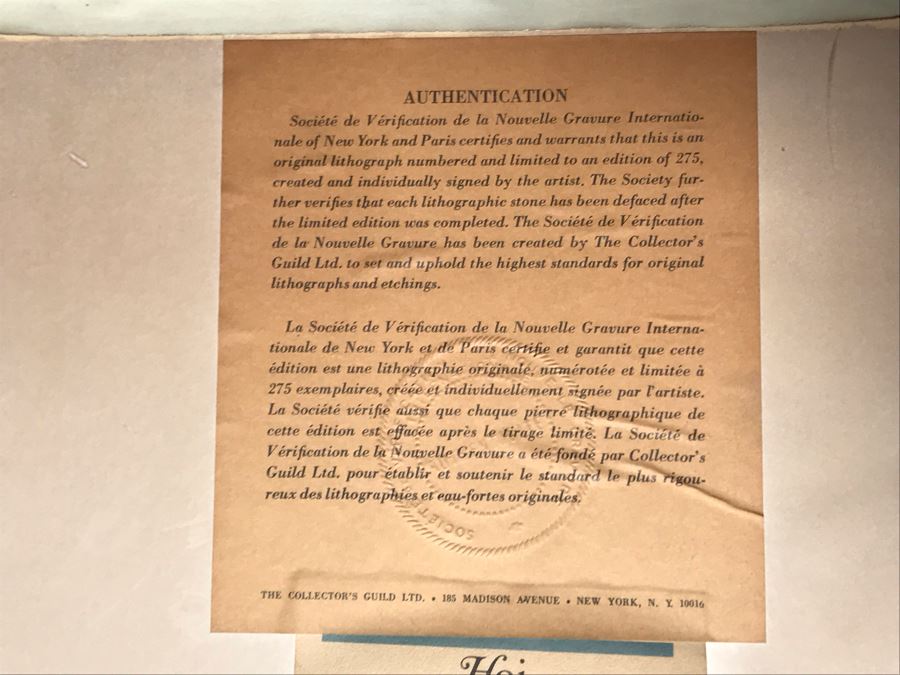 AUTHENTICATION
Société de Vérification de la Nouvelle Gravure Internatio-
nale of New York and Paris certifies and warrants that this is an
original lithograph numbered and limited to an edition of 275,
created and individually signed by the artist. The Society fur-
ther verifies that each lithographic stone has been defaced after
the limited edition was completed. The Société de Vérification
de la Nouvelle Gravure has been created by The Collector's
Guild Ltd. to set and uphold the highest standards for original
lithographs and etchings.
La Société de Vérification de la Nouvelle Gravure Interna-
tionale de New York et de Paris certifie et garantit que cette
édition est une lithographie originale, numérotée et limitée à
275 exemplaires, créée et individuellement signée par l'artiste.
La Société vérifie aussi que chaque pierre lithographique de
cette édition est effacée après le tirage limité. La Société de
Vérification de la Nouvelle Gravure a été fondé par Collector's
Guild Ltd. pour établir et soutenir le standard le plus rigou-
reux des lithographies et eau-fortes originales.
SOCIETE
THE COLLECTOR'S GUILD LTD. • 185 MADISON AVENUE • NEW YORK, N. Y. 10016